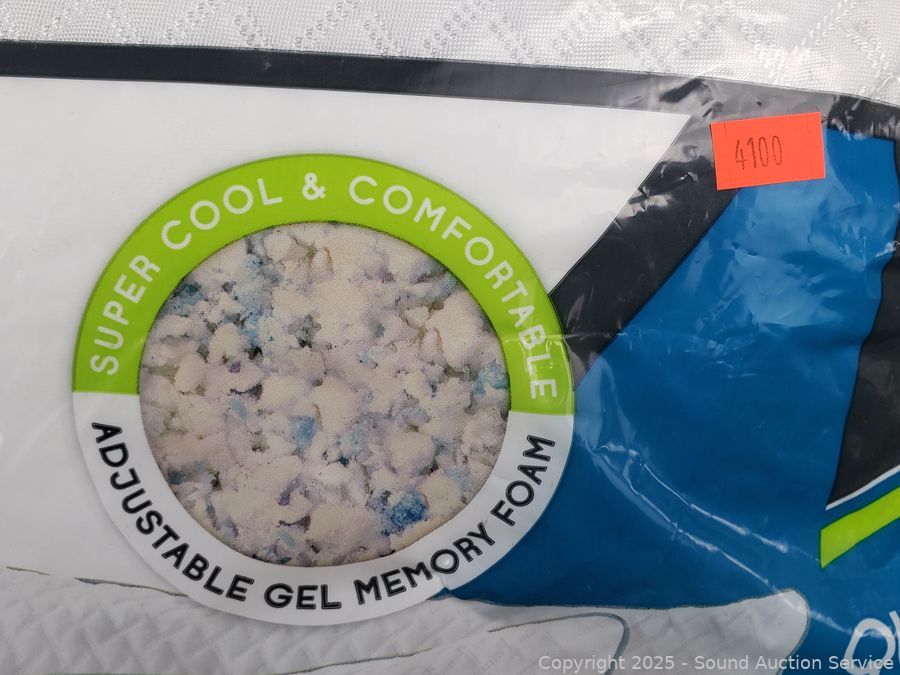 4100
SUPER COOL & COMFORTABLE
ADJUSTABLE GEL MEMORY FOAM
Copyright 2025 - Sound Auction Service